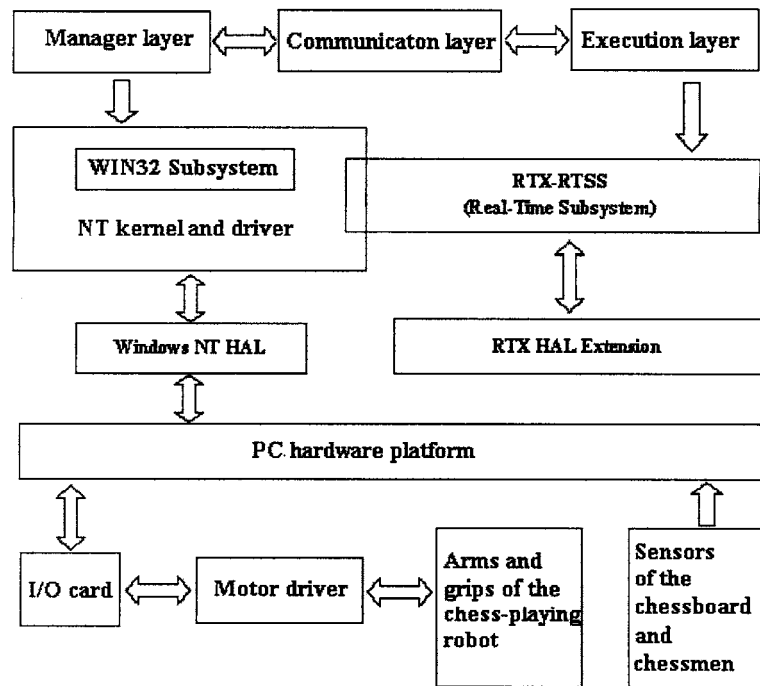 Manager layer
Communicaton layer
Execution layer
WIN32 Subsystem
NT kernel and driver
RTX-RTSS
(Real-Time Subsystem)
Windows NT HAL
RTX HAL Extension
PC hardware platform
I/O card
Motor driver
Arms and
grips of the
chess-playing
robot
Sensors
of the
chessboard
and
chessmen